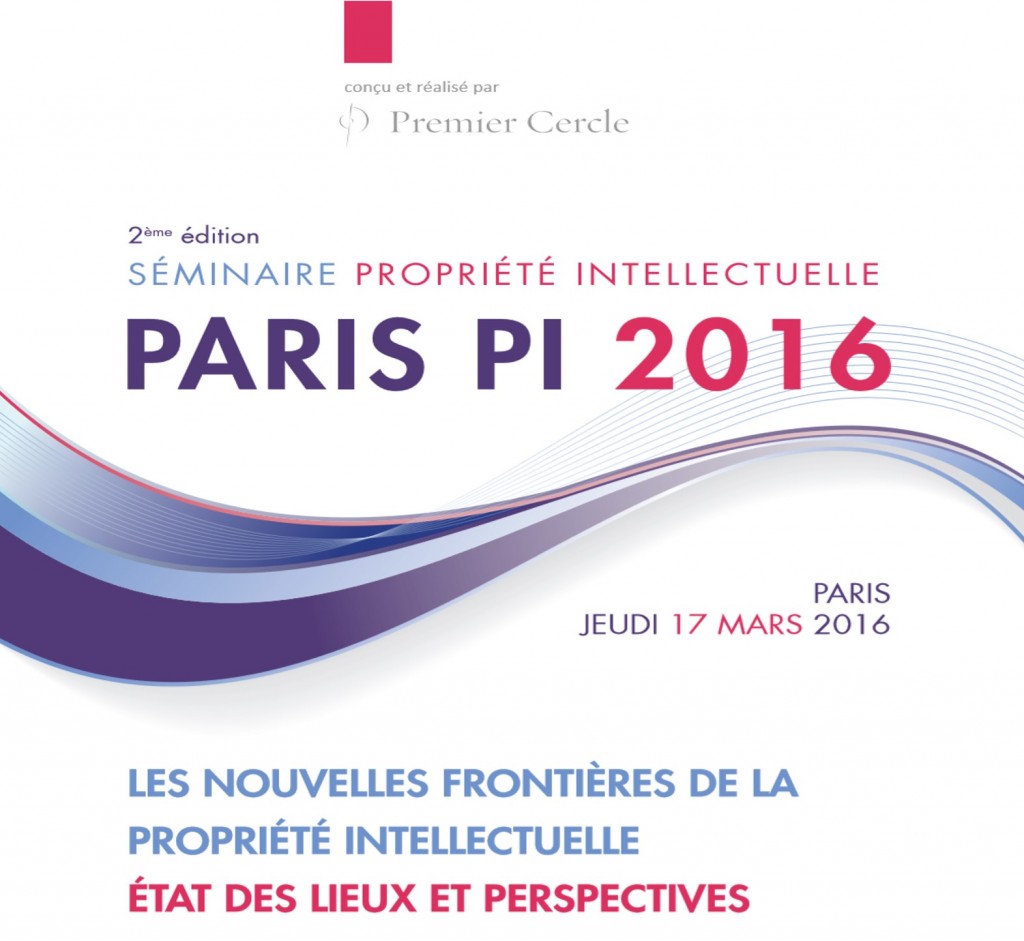 conçu et réalisé par
Premier Cercle
2ème édition
SÉMINAIRE PROPRIÉTÉ INTELLECTUELLE
PARIS PI 2016
PARIS
JEUDI 17 MARS 2016
LES NOUVELLES FRONTIÈRES DE LA
PROPRIÉTÉ INTELLECTUELLE
ÉTAT DES LIEUX ET PERSPECTIVES